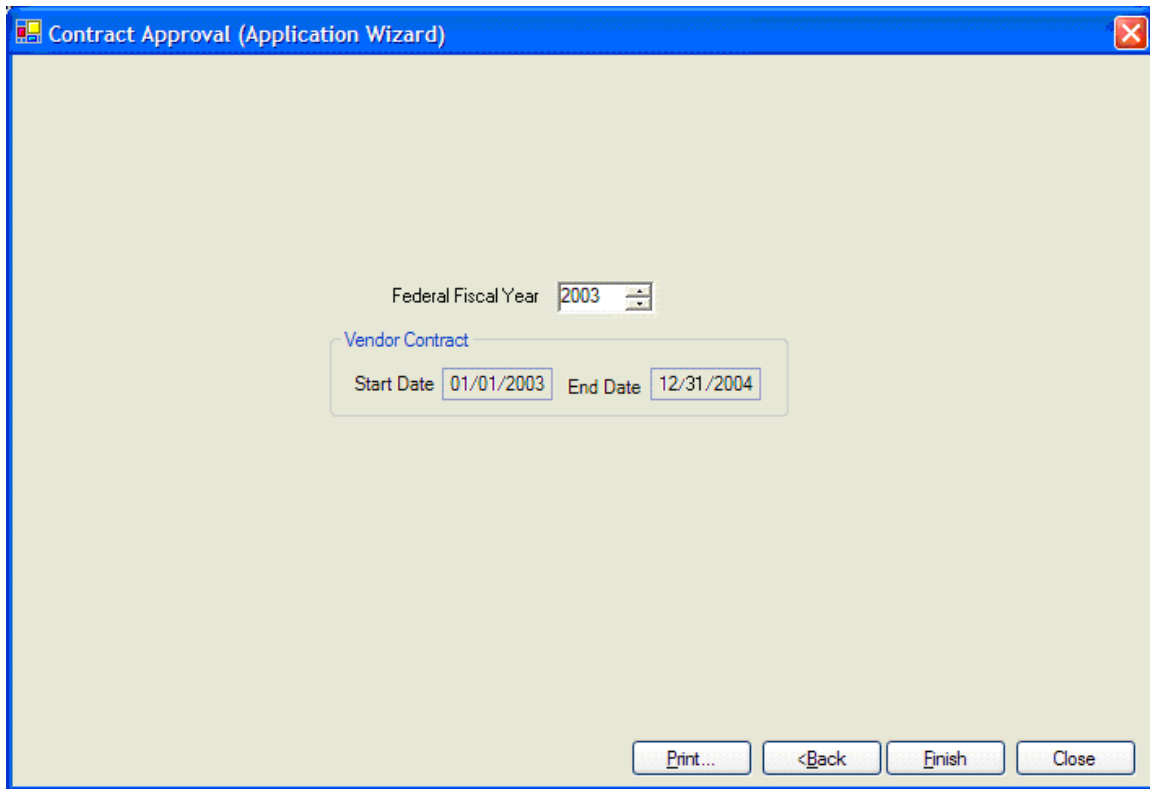 Contract Approval (Application Wizard)
Federal Fiscal Year 2003
Vendor Contract
Start Date 01/01/2003 End Date 12/31/2004
Print... <Back Finish Close